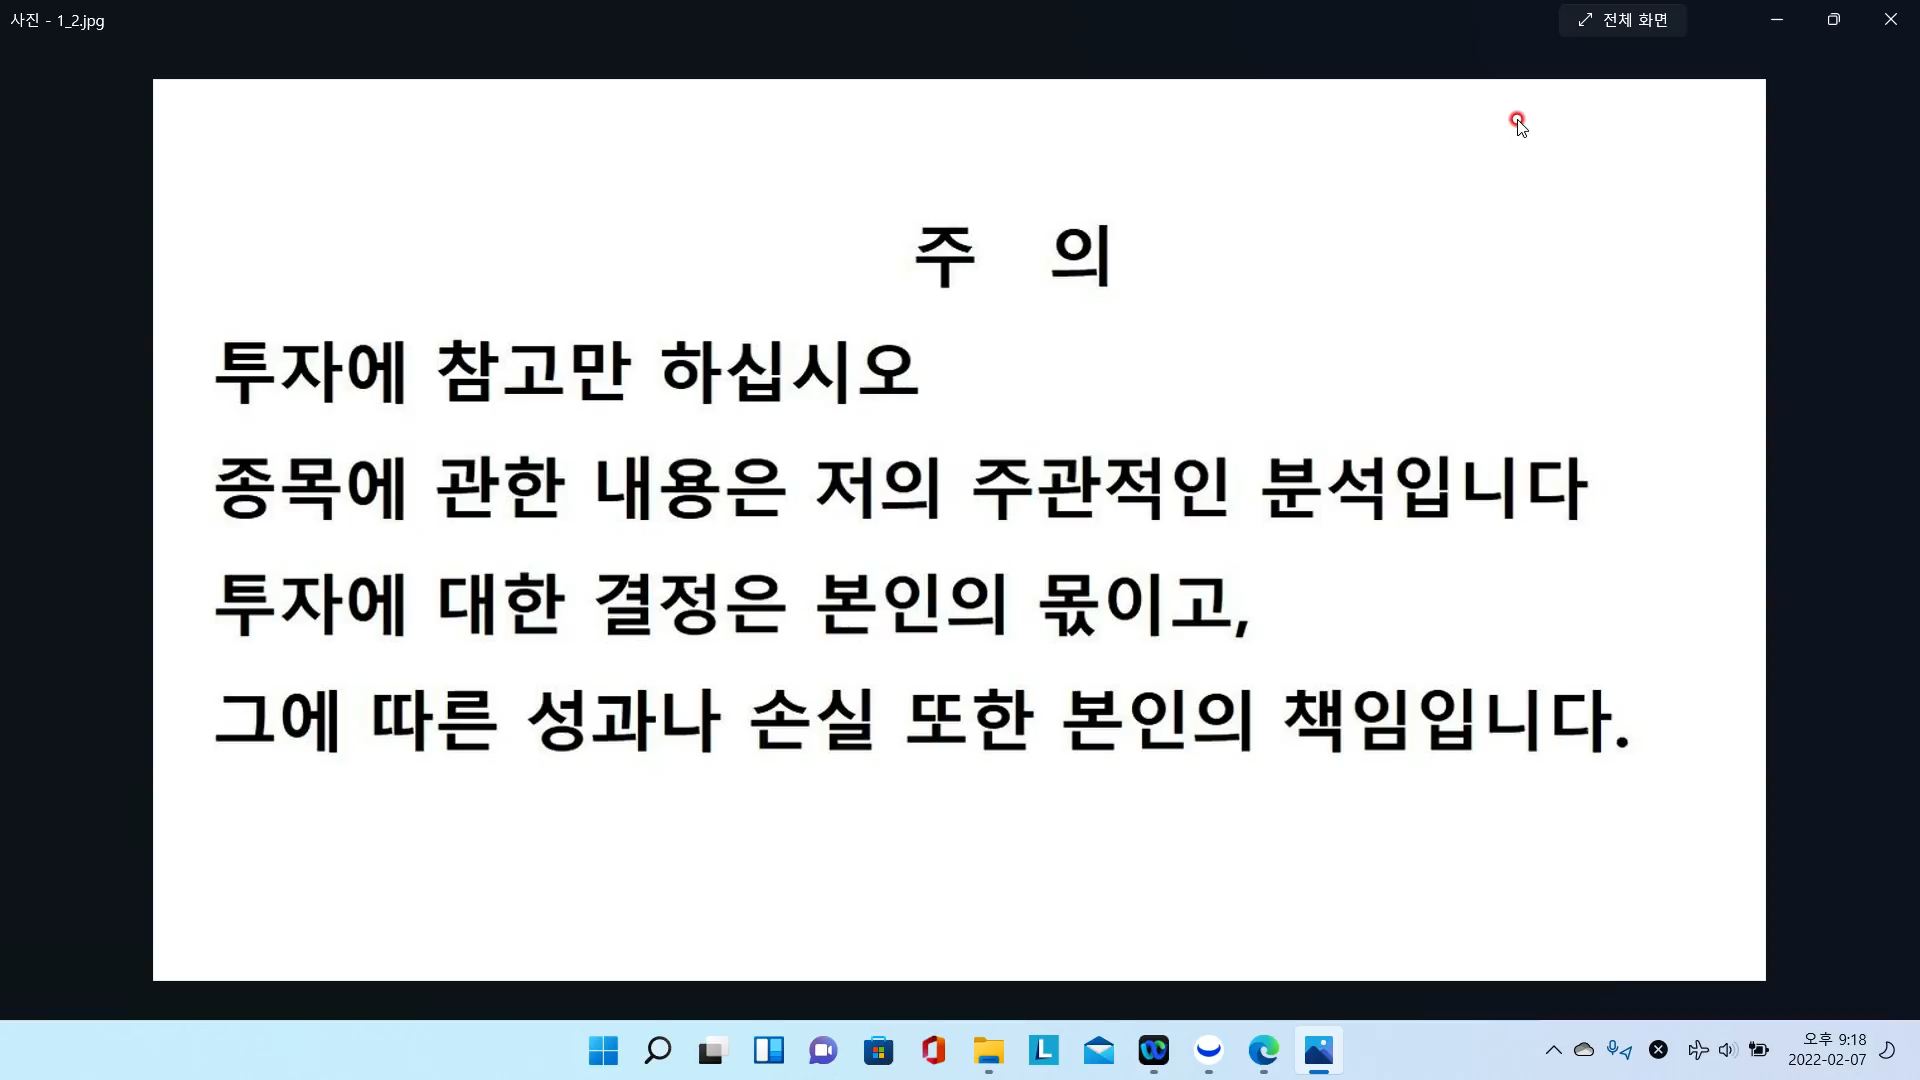 사진 - 1_2.jpg
전체 화면
주 의
투자에 참고만 하십시오
종목에 관한 내용은 저의 주관적인 분석입니다
투자에 대한 결정은 본인의 몫이고,
그에 따른 성과나 손실 또한 본인의 책임입니다.
오후 9:18
2022-02-07